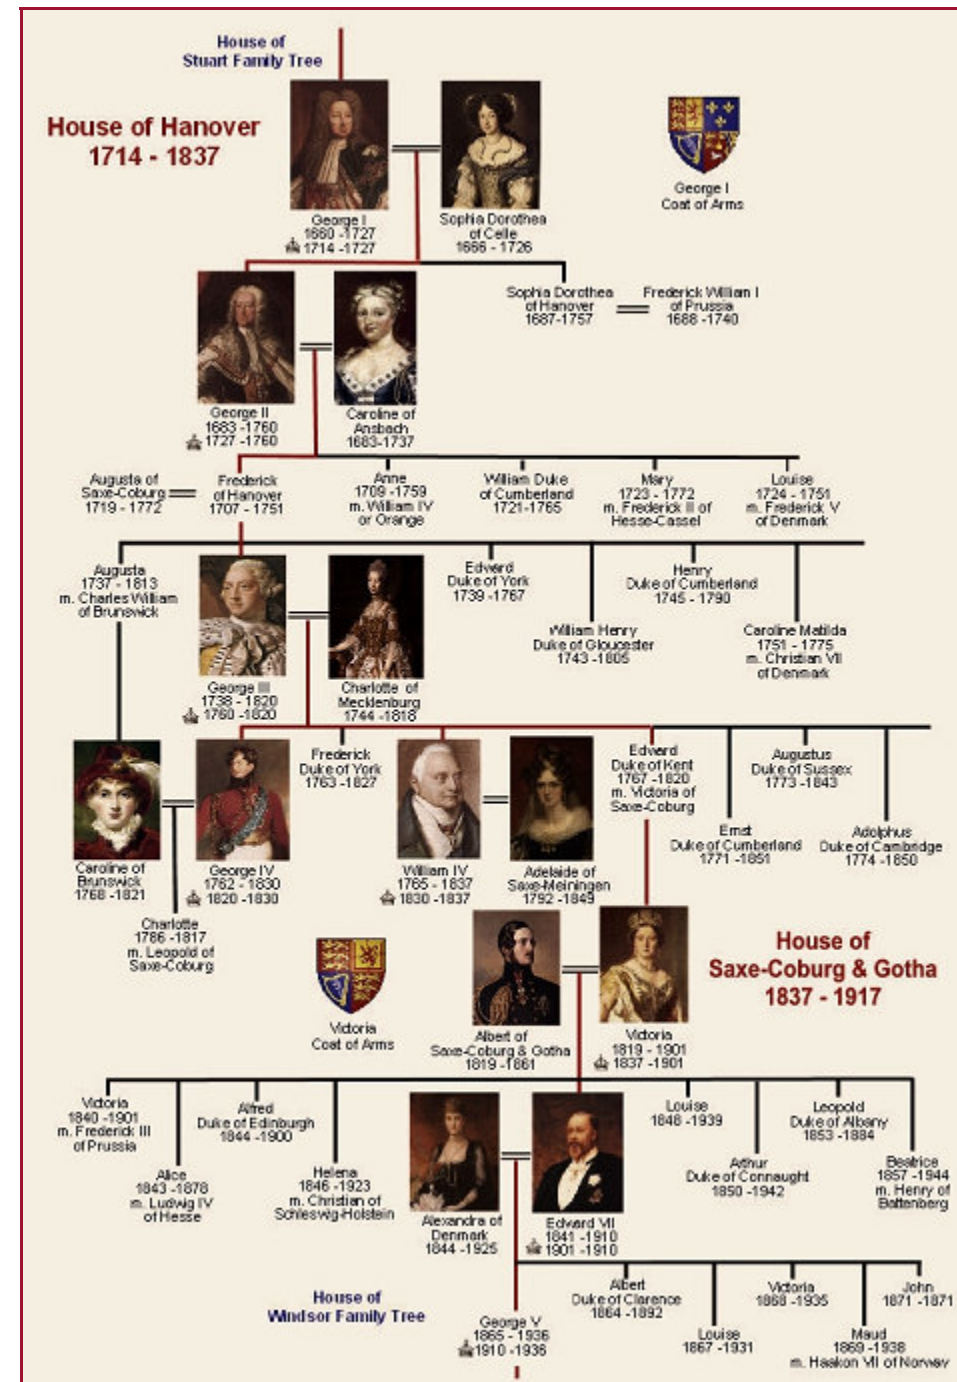 House of
Stuart Family Tree
House of Hanover
1714 - 1837
George I
1660 -1727
1714 -1727
Sophia Dorothea
of Celle
1666 - 1726
George I
Coat of Arms
Sophia Dorothea
of Hanover
1687-1757
Frederick William I
of Prussia
1688 -1740
George II
1683 -1760
1727 -1760
Caroline of
Ansbach
1683-1737
Augusta of
Saxe-Coburg
1719 - 1772
Frederick
of Hanover
1707 - 1751
Anne
1709 -1759
m. William IV
or Orange
William Duke
of Cumberland
1721-1765
Mary
1723 - 1772
m. Frederick II of
Hesse-Cassel
Louise
1724 - 1751
m. Frederick V
of Denmark
Augusta
1737 - 1813
m. Charles William
of Brunswick
George III
1738 - 1820
1760 -1820
Charlotte of
Mecklenburg
1744 -1818
Edward
Duke of York
1739 -1767
William Henry
Duke of Gloucester
1743 -1805
Henry
Duke of Cumberland
1745 - 1790
Caroline Matilda
1751 - 1775
m. Christian VII
of Denmark
Caroline of
Brunswick
1768 -1821
George IV
1762 - 1830
1820 -1830
Frederick
Duke of York
1763 -1827
William IV
1765 - 1837
1830 -1837
Adelaide of
Saxe-Meiningen
1792 -1849
Edward
Duke of Kent
1767 -1820
m. Victoria of
Saxe-Coburg
Ernst
Duke of Cumberland
1771 -1851
Augustus
Duke of Sussex
1773 -1843
Adolphus
Duke of Cambridge
1774 -1850
Charlotte
1786 -1817
m. Leopold of
Saxe-Coburg
Victoria
Coat of Arms
Albert of
Saxe-Coburg & Gotha
1819 -1861
Victoria
1819 - 1901
1837 -1901
House of
Saxe-Coburg & Gotha
1837 - 1917
Victoria
1840 -1901
m. Frederick III
of Prussia
Alice
1843 -1878
m. Ludwig IV
of Hesse
Alfred
Duke of Edinburgh
1844 -1900
Helena
1846 -1923
m. Christian of
Schleswig-Holstein
Alexandra of
Denmark
1844 -1925
Edward VII
1841 -1910
1901 -1910
Louise
1848 -1939
Arthur
Duke of Connaught
1850 -1942
Leopold
Duke of Albany
1853 -1884
Beatrice
1857 -1944
m. Henry of
Battenberg
House of
Windsor Family Tree
George V
1865 - 1936
1910 -1936
Albert
Duke of Clarence
1864 -1892
Louise
1867 -1931
Victoria
1868 -1935
Maud
1869 -1938
m. Haakon VII of Norway
John
1871 -1871